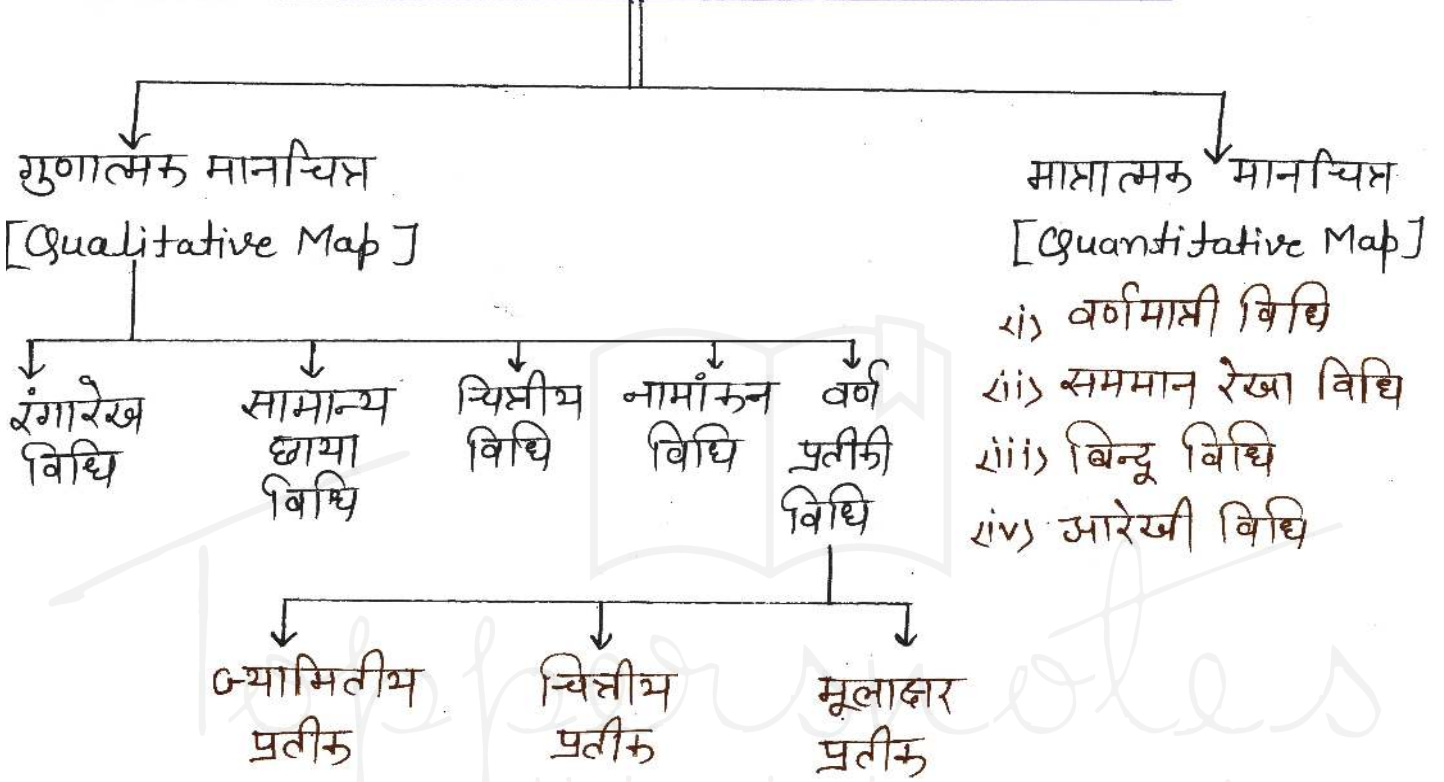 गुणात्मक मानचित्र
[Qualitative Map]
मात्रात्मक मानचित्र
[Quantitative Map]
(i) वर्णमात्री विधि
(ii) सममान रेखा विधि
(iii) बिन्दू विधि
(iv) आरेखी विधि
रंगारेख
विधि
सामान्य
छाया
विधि
चित्रीय
विधि
नामांकन
विधि
वर्ण
प्रतीकी
विधि
ज्यामितीय
प्रतीक
चित्रीय
प्रतीक
मूलाक्षर
प्रतीक
Toppersnotes